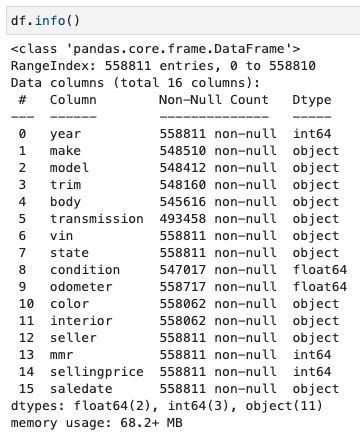 df.info()
<class 'pandas.core.frame.DataFrame'>
RangeIndex: 558811 entries, 0 to 558810
Data columns (total 16 columns):
 #   Column        Non-Null Count   Dtype
---  ------        --------------   -----
 0   year          558811 non-null  int64
 1   make          548510 non-null  object
 2   model         548412 non-null  object
 3   trim          548160 non-null  object
 4   body          545616 non-null  object
 5   transmission  493458 non-null  object
 6   vin           558811 non-null  object
 7   state         558811 non-null  object
 8   condition     547017 non-null  float64
 9   odometer      558717 non-null  float64
 10  color         558062 non-null  object
 11  interior      558062 non-null  object
 12  seller        558811 non-null  object
 13  mmr           558811 non-null  int64
 14  sellingprice  558811 non-null  int64
 15  saledate      558811 non-null  object
dtypes: float64(2), int64(3), object(11)
memory usage: 68.2+ MB